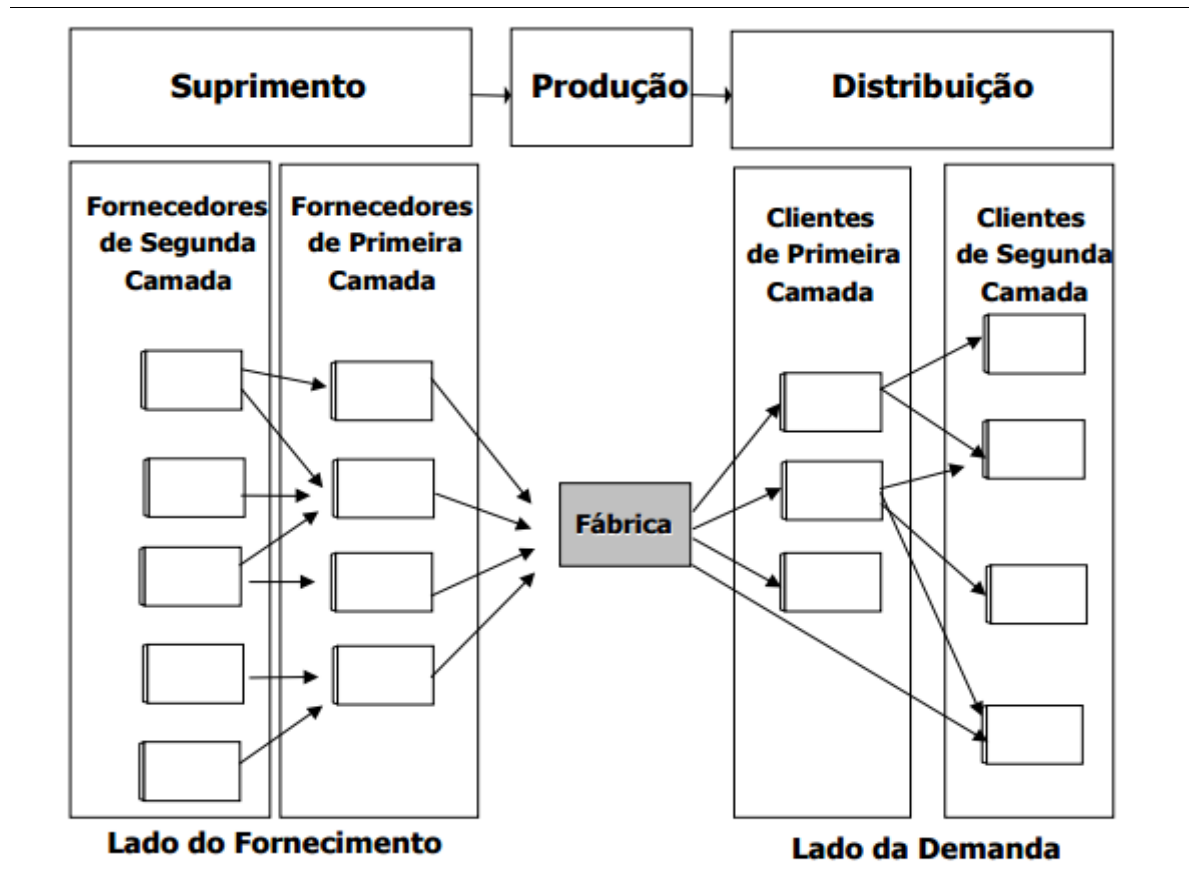 Suprimento
Produção
Distribuição
Fornecedores
de Segunda
Camada
Fornecedores
de Primeira
Camada
Clientes
de Primeira
Camada
Clientes
de Segunda
Camada
Fábrica
Lado do Fornecimento
Lado da Demanda